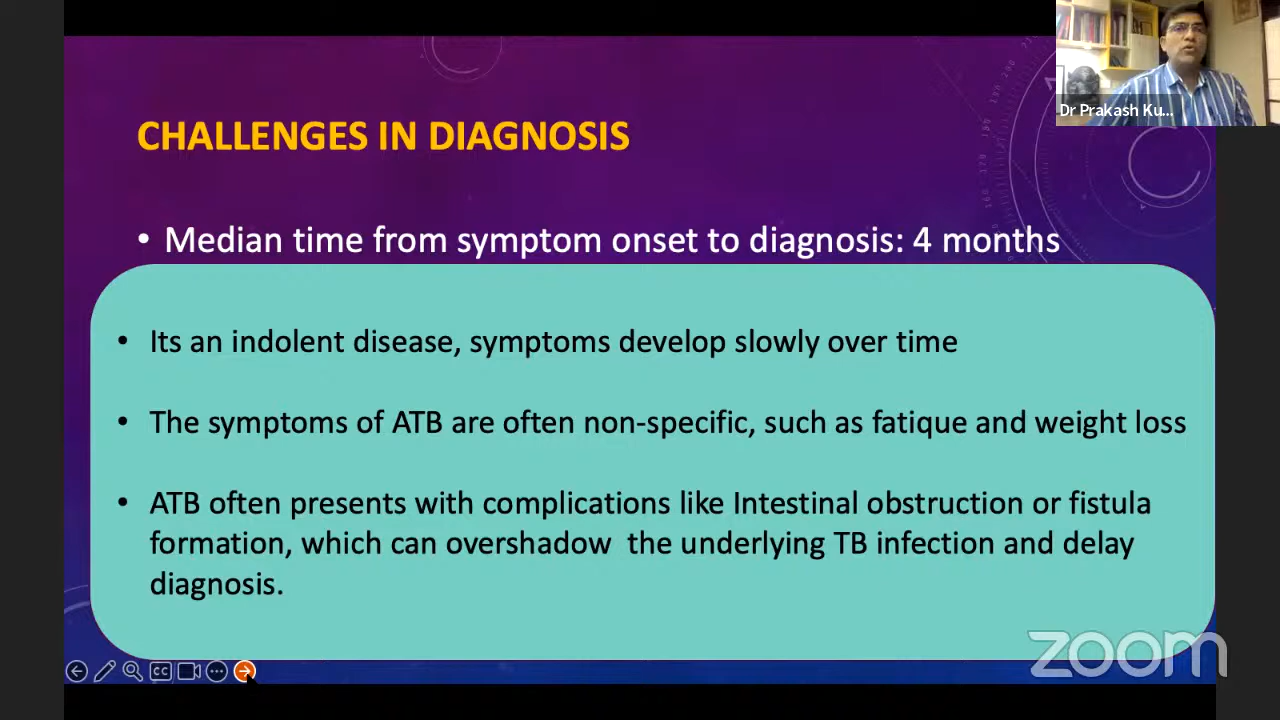 Dr Prakash Ku...
CHALLENGES IN DIAGNOSIS
• Median time from symptom onset to diagnosis: 4 months
• Its an indolent disease, symptoms develop slowly over time
• The symptoms of ATB are often non-specific, such as fatique and weight loss
• ATB often presents with complications like Intestinal obstruction or fistula
formation, which can overshadow the underlying TB infection and delay
diagnosis.
CC
zoom